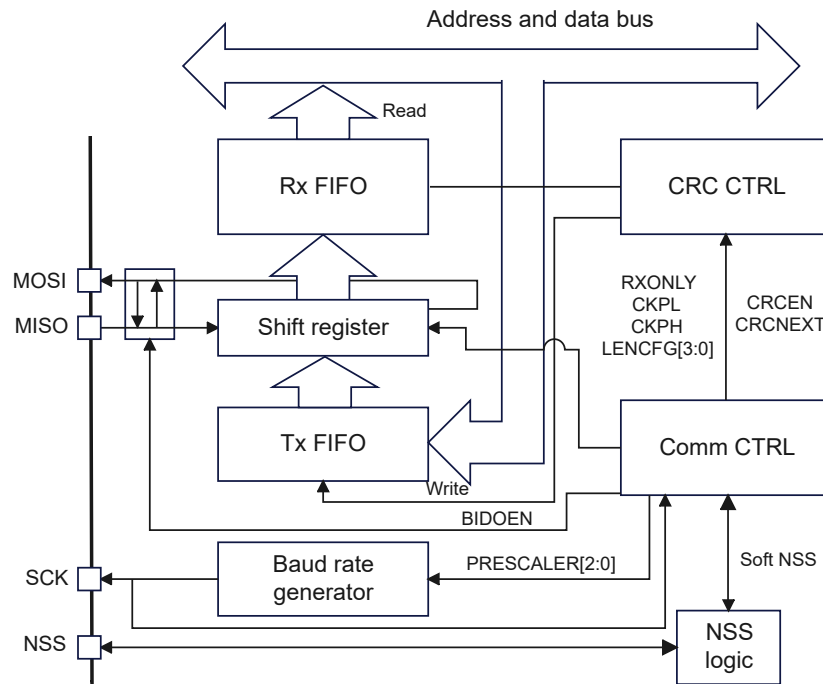 Address and data bus
Read
Rx FIFO
CRC CTRL
MOSI
MISO
Shift register
RXONLY
CKPL
CKPH
LENCFG[3:0]
CRCEN
CRCNEXT
Tx FIFO
Comm CTRL
Write
BIDOEN
SCK
Baud rate
generator
PRESCALER[2:0]
Soft NSS
NSS
NSS
logic